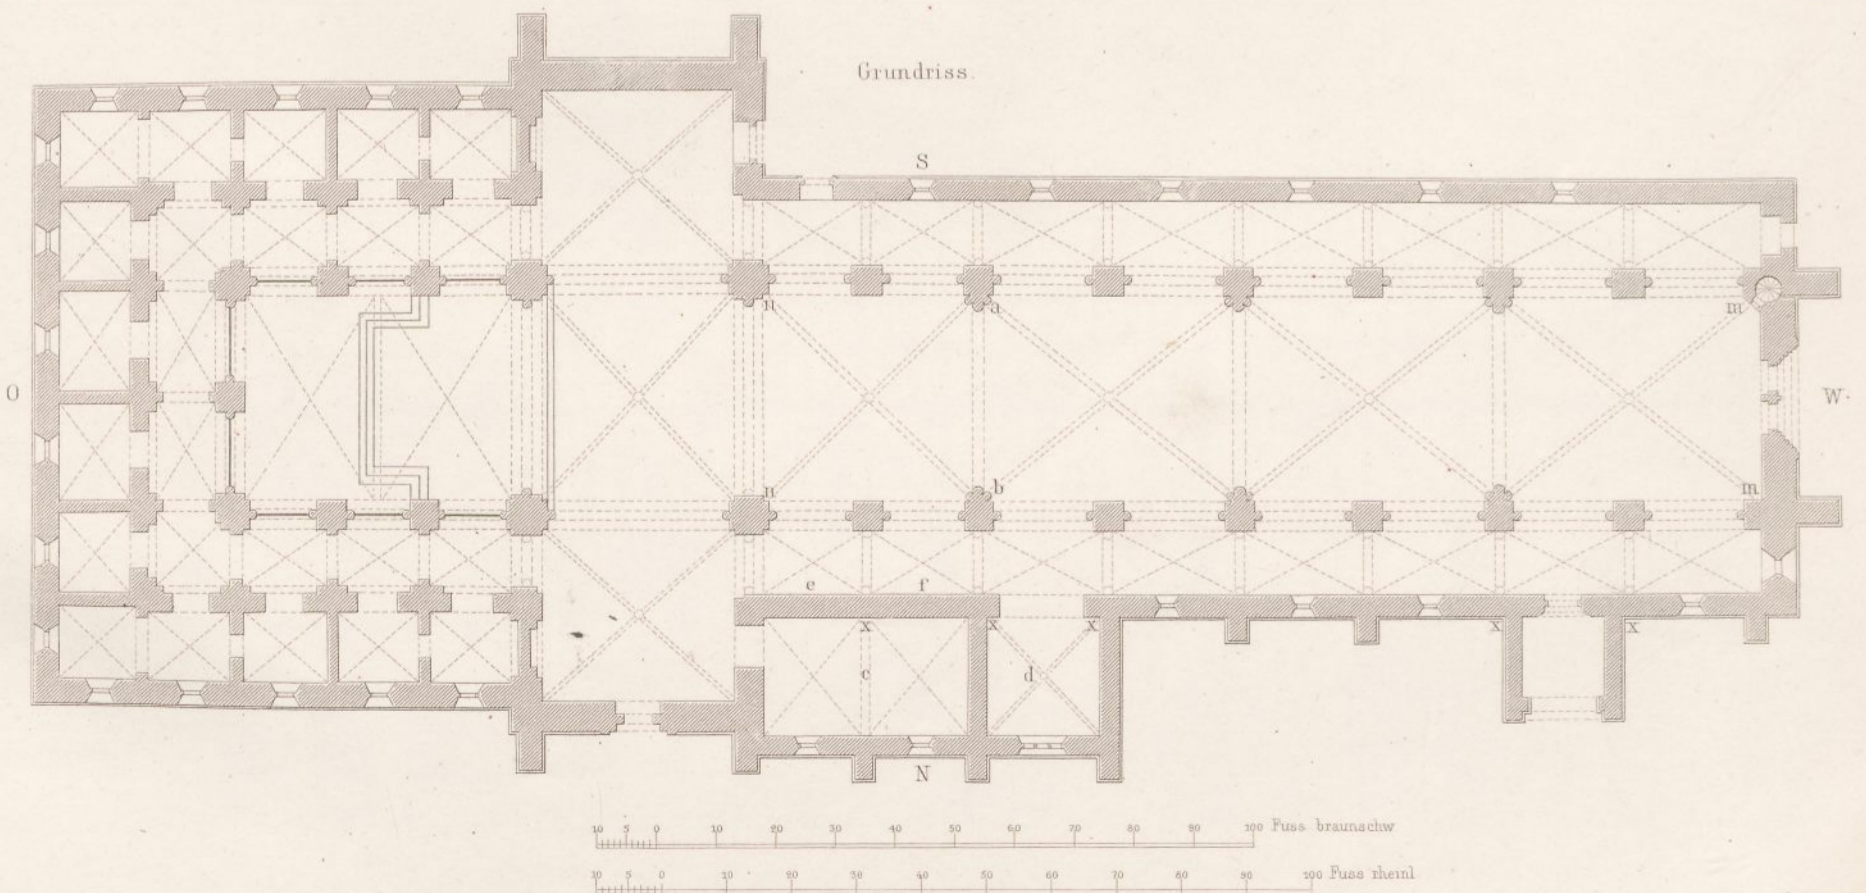 Grundriss.
S
n a m
O W.
n b m
e f
x x x x x
c d
N
10 5 0 10 20 30 40 50 60 70 80 90 100 Fuss braunschw.
10 5 0 10 20 30 40 50 60 70 80 90 100 Fuss rheinl